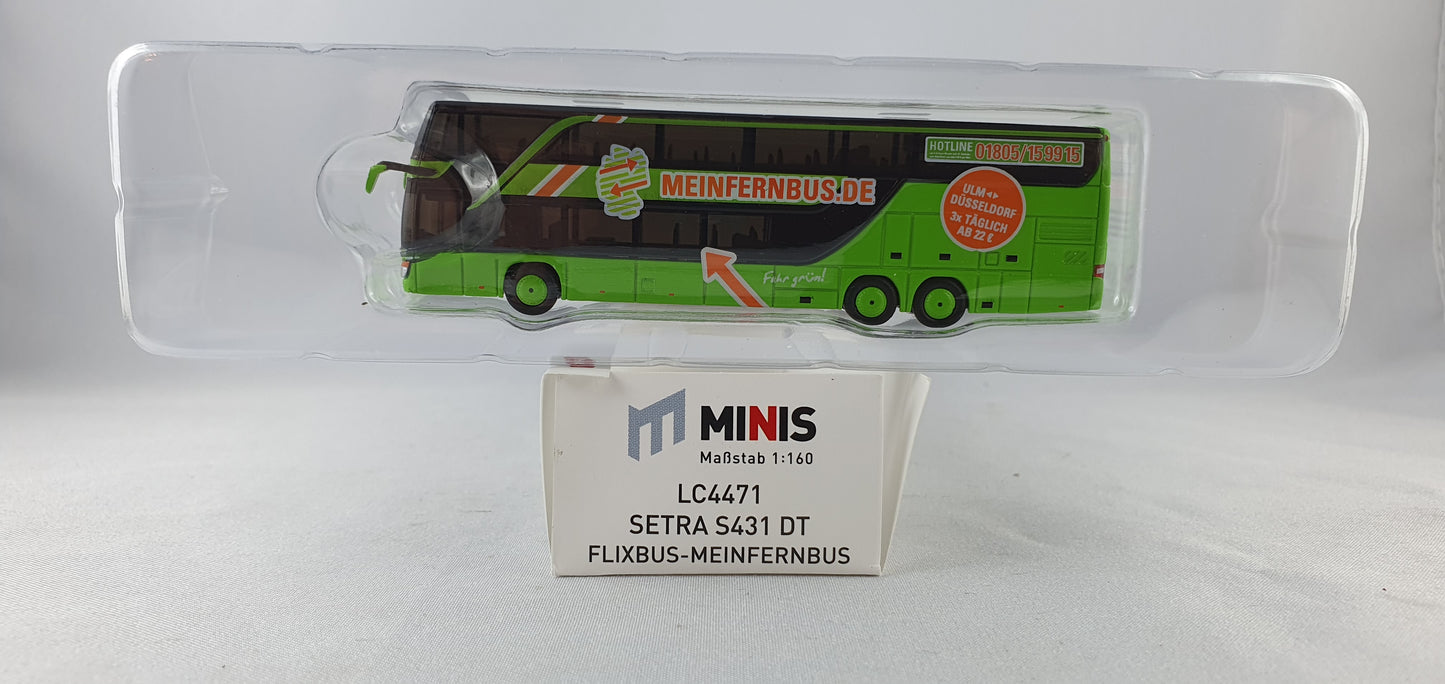 HOTLINE 01805/159915
MEINFERNBUS.DE
ULM
DÜSSELDORF
3x TÄGLICH
AB 22 €
Fahr grün!
MINIS
Maßstab 1:160
LC4471
SETRA S431 DT
FLIXBUS-MEINFERNBUS